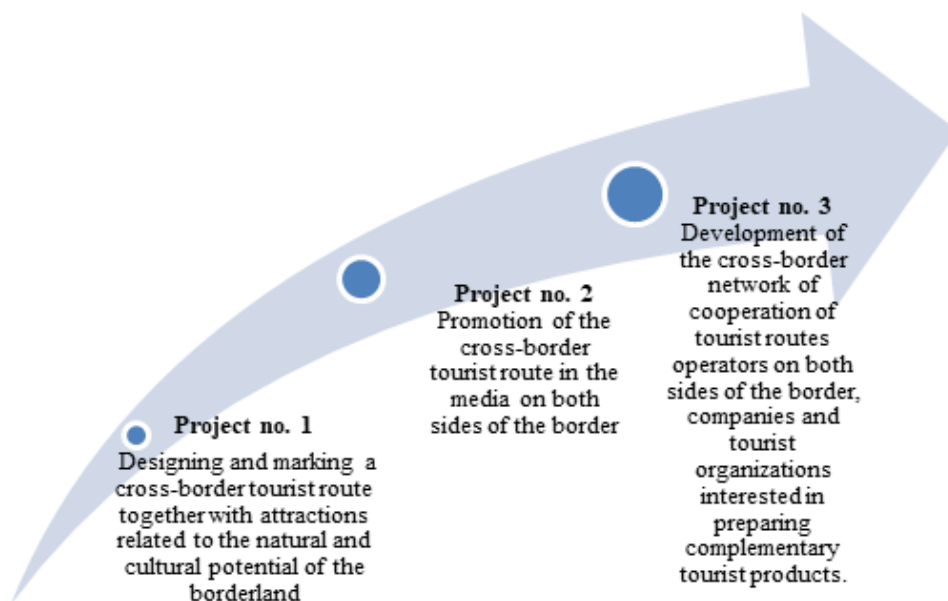 Project no. 1
Designing and marking a
cross-border tourist route
together with attractions
related to the natural and
cultural potential of the
borderland
Project no. 2
Promotion of the
cross-border
tourist route in the
media on both
sides of the border
Project no. 3
Development of
the cross-border
network of
cooperation of
tourist routes
operators on both
sides of the border,
companies and
tourist
organizations
interested in
preparing
complementary
tourist products.